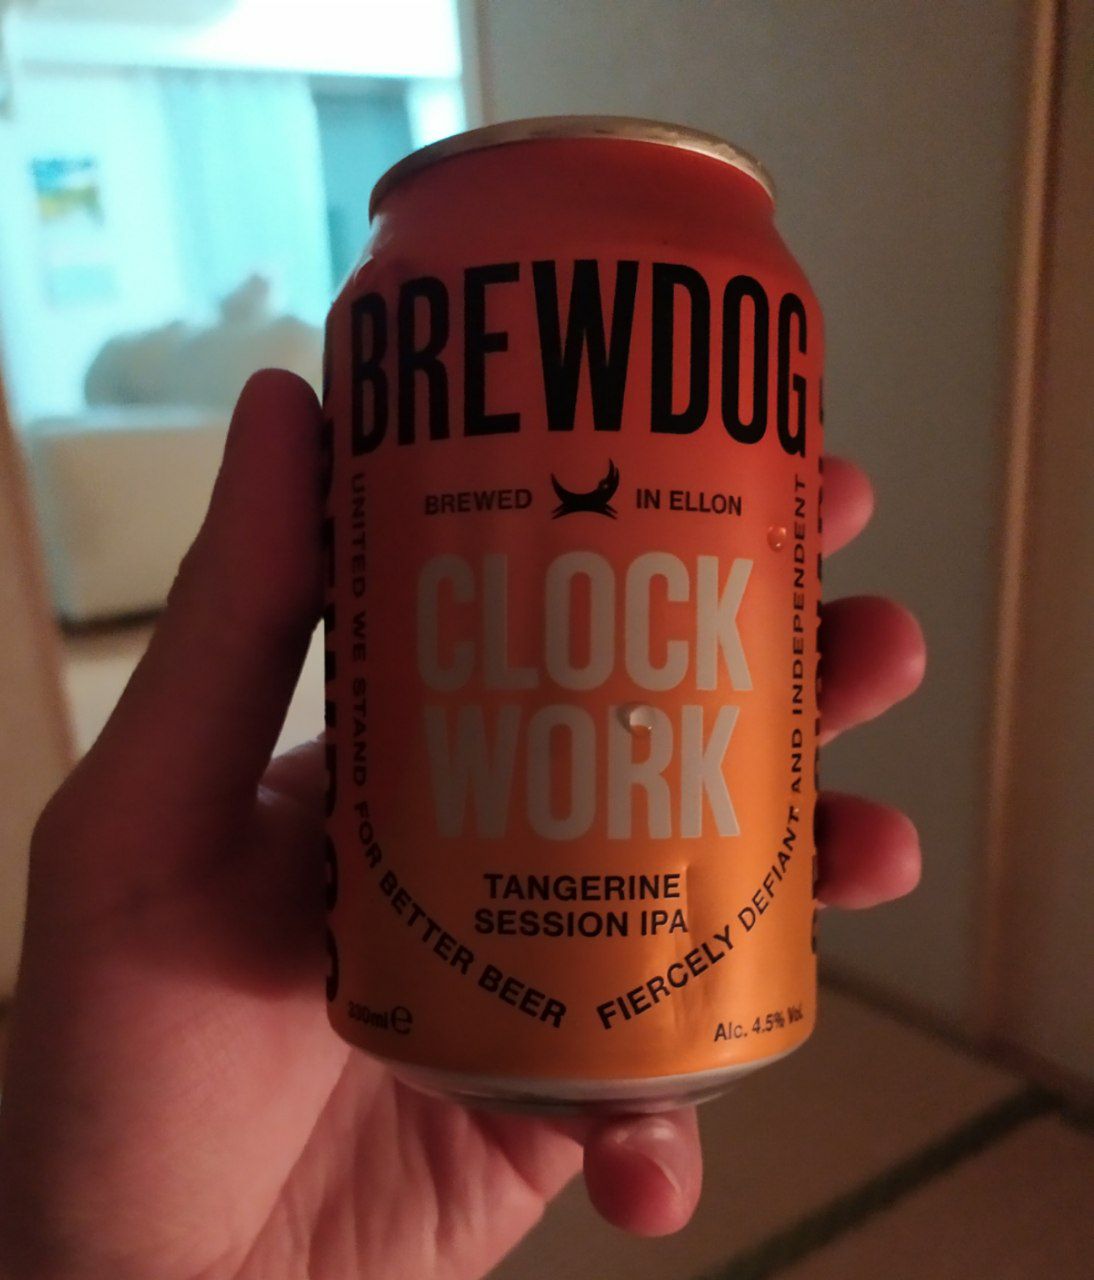 BREWDOG
BREWED IN ELLON
CLOCK
WORK
TANGERINE
SESSION IPA
UNITED WE STAND FOR BETTER BEER
FIERCELY DEFIANT AND INDEPENDENT
330ml e
Alc. 4.5% Vol.